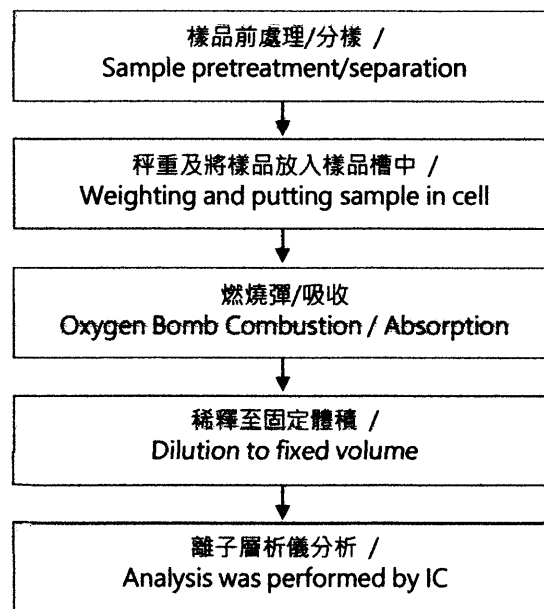 樣品前處理/分樣 /
Sample pretreatment/separation
秤重及將樣品放入樣品槽中 /
Weighting and putting sample in cell
燃燒彈/吸收
Oxygen Bomb Combustion / Absorption
稀釋至固定體積 /
Dilution to fixed volume
離子層析儀分析 /
Analysis was performed by IC